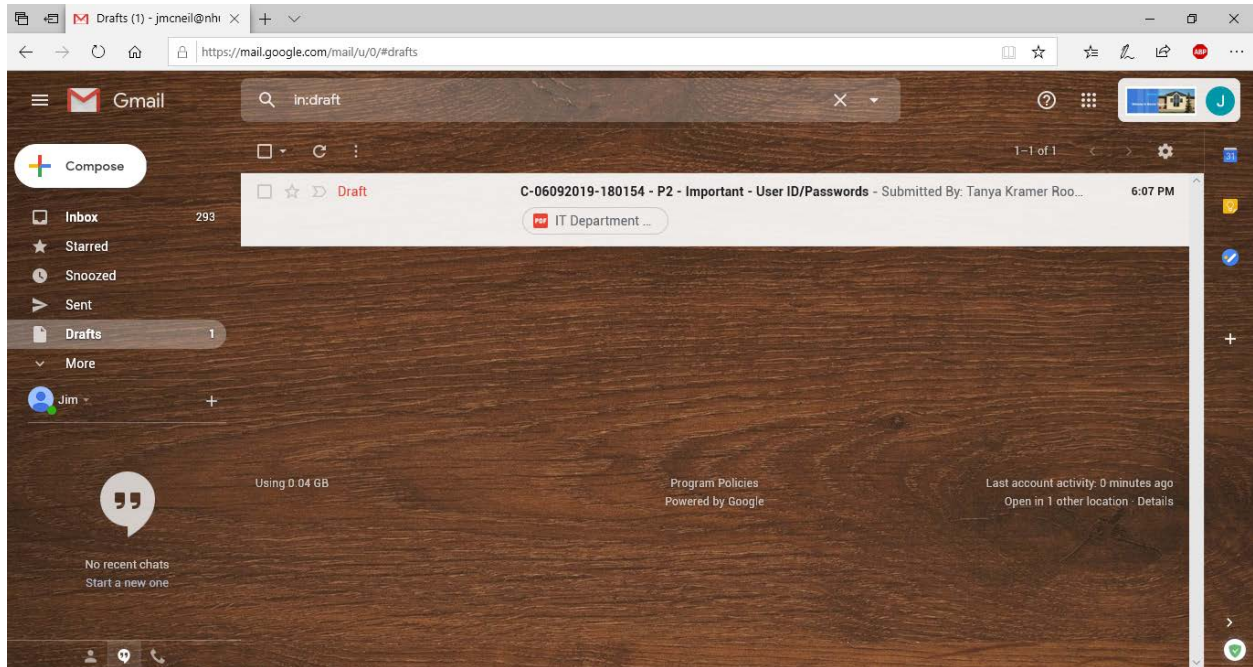 Drafts (1) - jmcneil@nh
https://mail.google.com/mail/u/0/#drafts
ABP
Gmail
in:draft
J
Compose
1–1 of 1
31
Draft
C-06092019-180154 - P2 - Important - User ID/Passwords - Submitted By: Tanya Kramer Roo...
6:07 PM
PDF IT Department ...
Inbox 293
Starred
Snoozed
Sent
Drafts 1
More
Jim
Using 0.04 GB
Program Policies
Powered by Google
Last account activity: 0 minutes ago
Open in 1 other location · Details
No recent chats
Start a new one